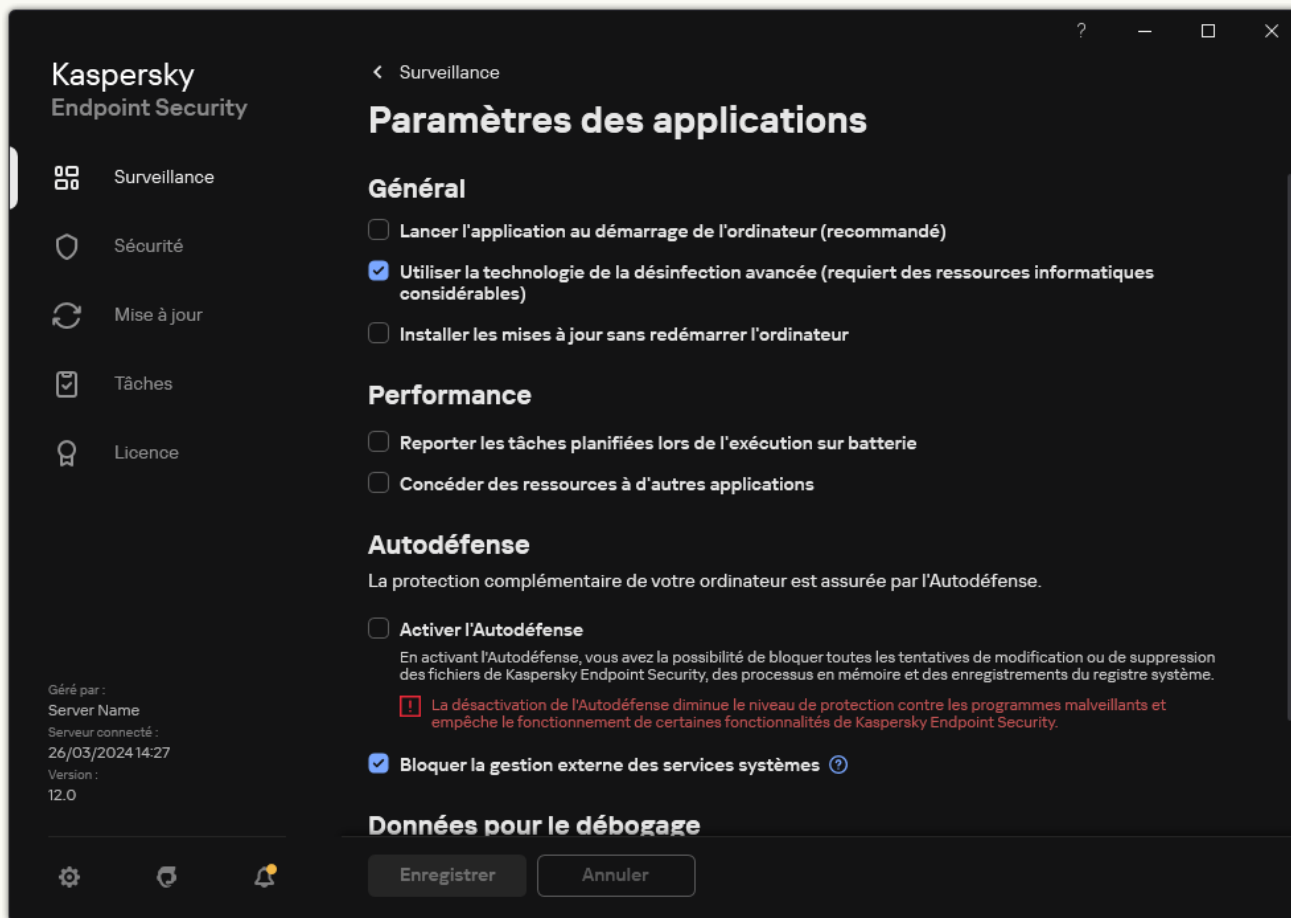 ?
Kaspersky
Endpoint Security
Surveillance
Sécurité
Mise à jour
Tâches
Licence
Géré par :
Server Name
Serveur connecté :
26/03/2024 14:27
Version :
12.0
Surveillance
Paramètres des applications
Général
Lancer l'application au démarrage de l'ordinateur (recommandé)
Utiliser la technologie de la désinfection avancée (requiert des ressources informatiques
considérables)
Installer les mises à jour sans redémarrer l'ordinateur
Performance
Reporter les tâches planifiées lors de l'exécution sur batterie
Concéder des ressources à d'autres applications
Autodéfense
La protection complémentaire de votre ordinateur est assurée par l'Autodéfense.
Activer l'Autodéfense
En activant l'Autodéfense, vous avez la possibilité de bloquer toutes les tentatives de modification ou de suppression
des fichiers de Kaspersky Endpoint Security, des processus en mémoire et des enregistrements du registre système.
La désactivation de l'Autodéfense diminue le niveau de protection contre les programmes malveillants et
empêche le fonctionnement de certaines fonctionnalités de Kaspersky Endpoint Security.
Bloquer la gestion externe des services systèmes ?
Données pour le débogage
Enregistrer
Annuler